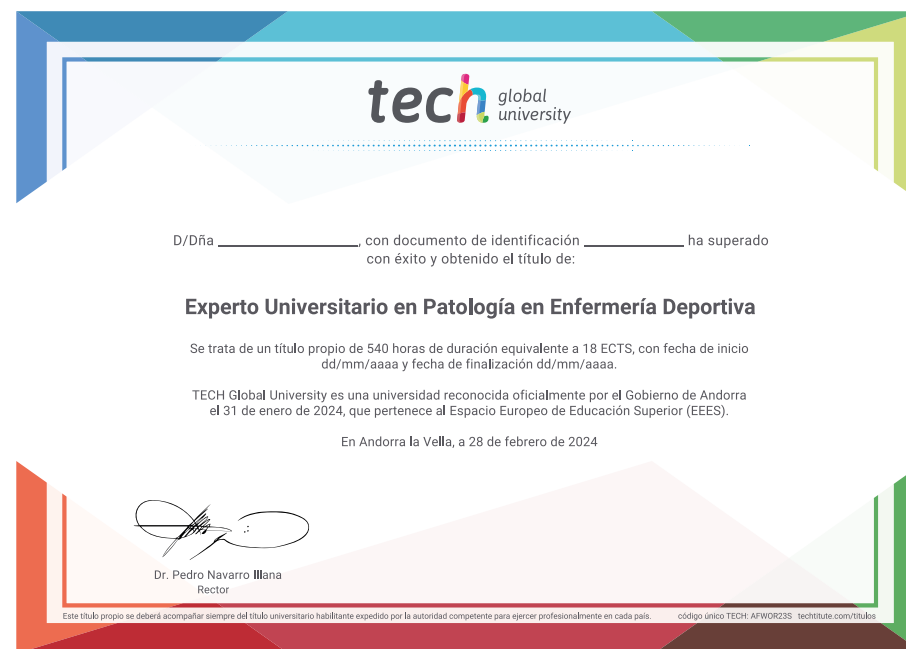 tech global university
D/Dña ____________________, con documento de identificación ______________ ha superado
con éxito y obtenido el título de:
Experto Universitario en Patología en Enfermería Deportiva
Se trata de un título propio de 540 horas de duración equivalente a 18 ECTS, con fecha de inicio
dd/mm/aaaa y fecha de finalización dd/mm/aaaa.
TECH Global University es una universidad reconocida oficialmente por el Gobierno de Andorra
el 31 de enero de 2024, que pertenece al Espacio Europeo de Educación Superior (EEES).
En Andorra la Vella, a 28 de febrero de 2024
Dr. Pedro Navarro Illana
Rector
Este título propio se deberá acompañar siempre del título universitario habilitante expedido por la autoridad competente para ejercer profesionalmente en cada país. código único TECH: AFWOR23S techtitute.com/titulos